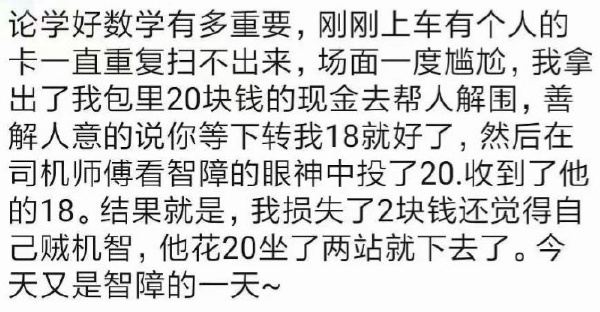 论学好数学有多重要，刚刚上车有个人的
卡一直重复扫不出来，场面一度尴尬，我拿
出了我包里20块钱的现金去帮人解围，善
解人意的说你等下转我18就好了，然后在
司机师傅看智障的眼神中投了20.收到了他
的18。结果就是，我损失了2块钱还觉得自
己贼机智，他花20坐了两站就下去了。今
天又是智障的一天~